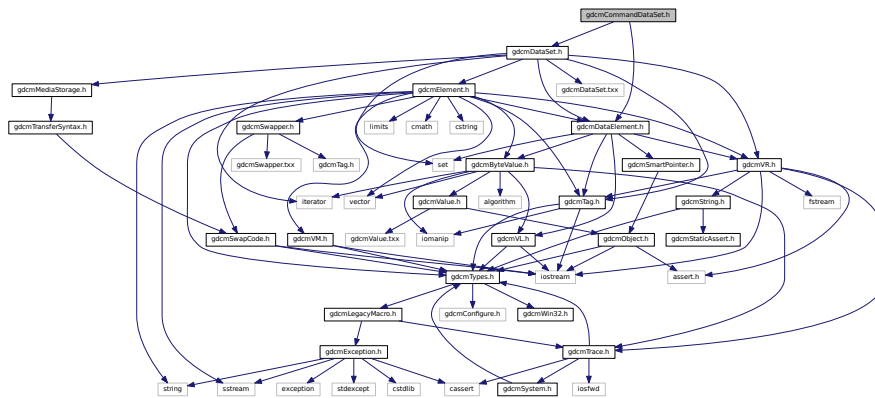 gdcmCommandDataSet.h
gdcmDataSet.h
gdcmMediaStorage.h
gdcmElement.h
gdcmDataSet.txx
gdcmTransferSyntax.h
gdcmSwapper.h
limits
cmath
cstring
gdcmDataElement.h
gdcmSwapper.txx
gdcmTag.h
set
gdcmByteValue.h
gdcmSmartPointer.h
gdcmVR.h
iterator
vector
gdcmValue.h
algorithm
gdcmTag.h
gdcmString.h
fstream
gdcmSwapCode.h
gdcmVM.h
gdcmValue.txx
iomanip
gdcmVL.h
gdcmObject.h
gdcmStaticAssert.h
gdcmTypes.h
iostream
assert.h
gdcmLegacyMacro.h
gdcmConfigure.h
gdcmWin32.h
gdcmException.h
gdcmTrace.h
string
sstream
exception
stdexcept
cstdlib
cassert
gdcmSystem.h
iosfwd